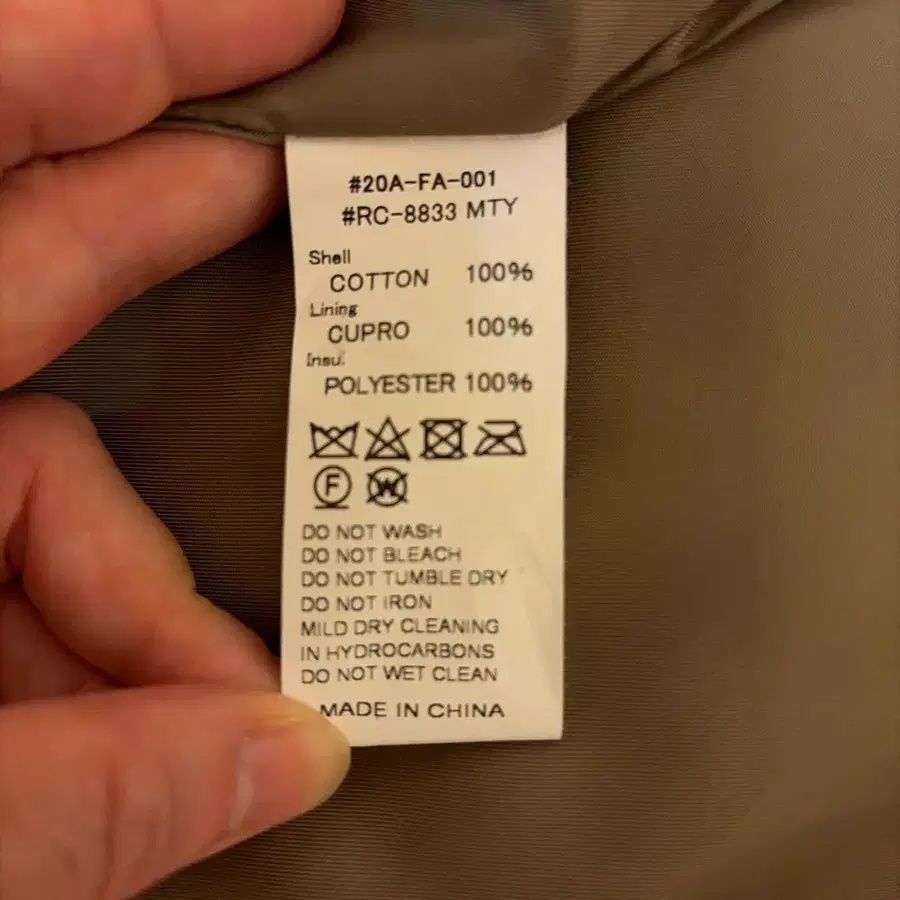 #20A-FA-001
#RC-8833 MTY
Shell
COTTON 100%
Lining
CUPRO 100%
Insul.
POLYESTER 100%
F W
DO NOT WASH
DO NOT BLEACH
DO NOT TUMBLE DRY
DO NOT IRON
MILD DRY CLEANING
IN HYDROCARBONS
DO NOT WET CLEAN
MADE IN CHINA